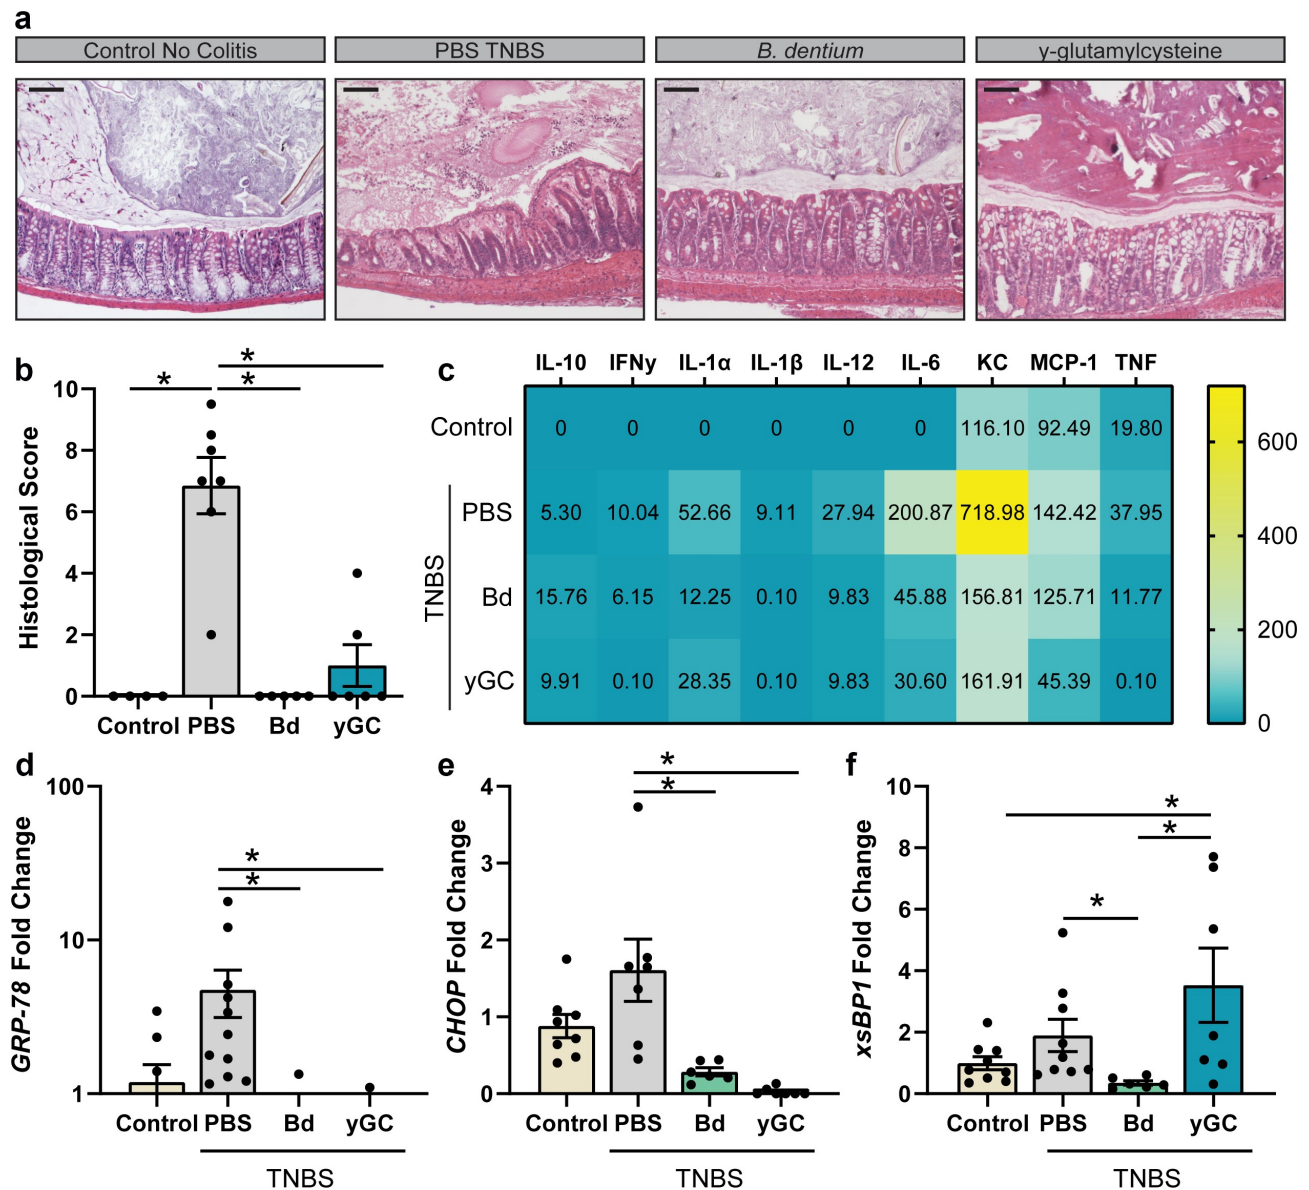 a
Control No Colitis PBS TNBS B. dentium y-glutamylcysteine
b
* * *
Histological Score
10
8
6
4
2
0
Control PBS Bd yGC
c
IL-10 IFNy IL-1α IL-1β IL-12 IL-6 KC MCP-1 TNF
Control 0 0 0 0 0 0 116.10 92.49 19.80
PBS 5.30 10.04 52.66 9.11 27.94 200.87 718.98 142.42 37.95
Bd 15.76 6.15 12.25 0.10 9.83 45.88 156.81 125.71 11.77
yGC 9.91 0.10 28.35 0.10 9.83 30.60 161.91 45.39 0.10
TNBS
600
400
200
0
d
* *
GRP-78 Fold Change
100
10
1
Control PBS Bd yGC
TNBS
e
* *
CHOP Fold Change
4
3
2
1
0
Control PBS Bd yGC
TNBS
f
* * *
xsBP1 Fold Change
10
8
6
4
2
0
Control PBS Bd yGC
TNBS